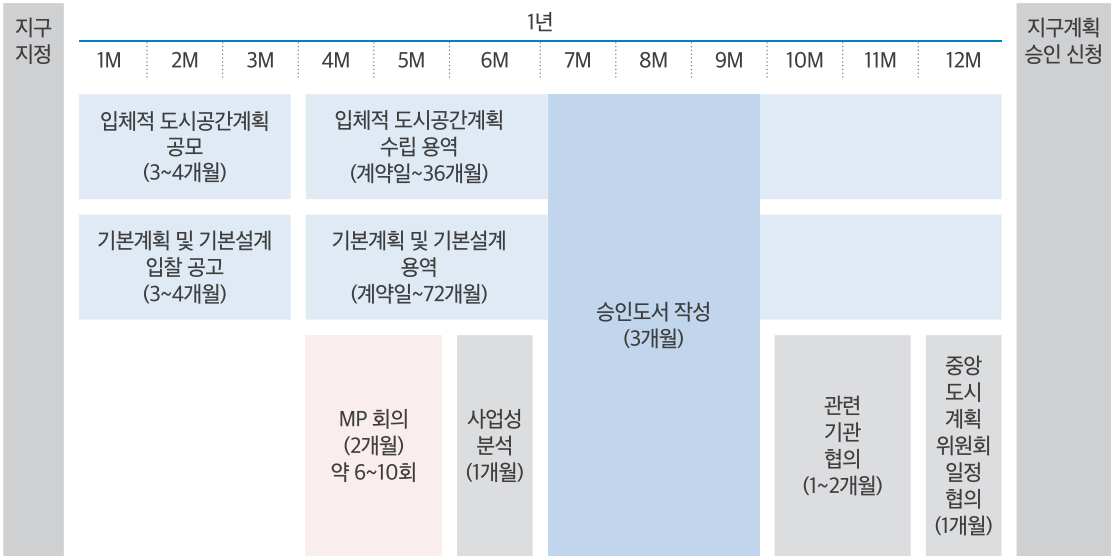 지구
지정
1년
1M 2M 3M 4M 5M 6M 7M 8M 9M 10M 11M 12M
지구계획
승인 신청
입체적 도시공간계획
공모
(3~4개월)
입체적 도시공간계획
수립 용역
(계약일~36개월)
기본계획 및 기본설계
입찰 공고
(3~4개월)
기본계획 및 기본설계
용역
(계약일~72개월)
MP 회의
(2개월)
약 6~10회
사업성
분석
(1개월)
승인도서 작성
(3개월)
관련
기관
협의
(1~2개월)
중앙
도시
계획
위원회
일정
협의
(1개월)